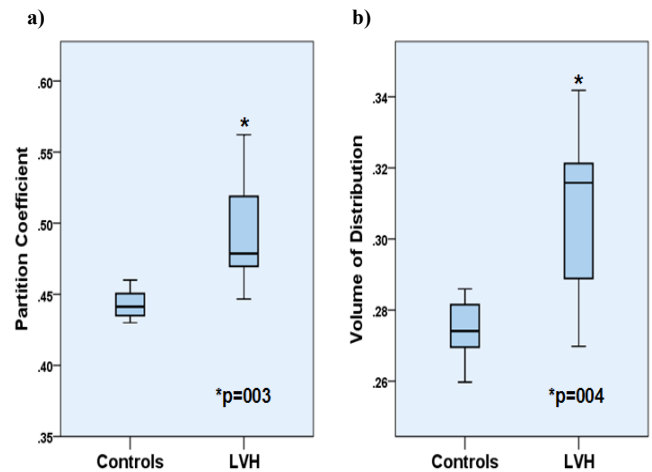 a)
Partition Coefficient
.60
.55
.50
.45
.40
.35
*
*p=003
Controls
LVH
b)
Volume of Distribution
.34
.32
.30
.28
.26
*
*p=004
Controls
LVH